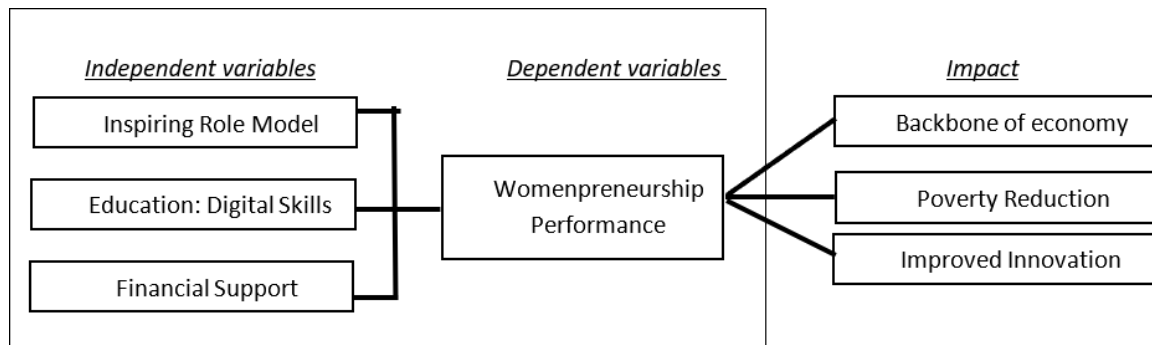 Independent variables
Dependent variables
Impact
Inspiring Role Model
Education: Digital Skills
Financial Support
Womenpreneurship
Performance
Backbone of economy
Poverty Reduction
Improved Innovation